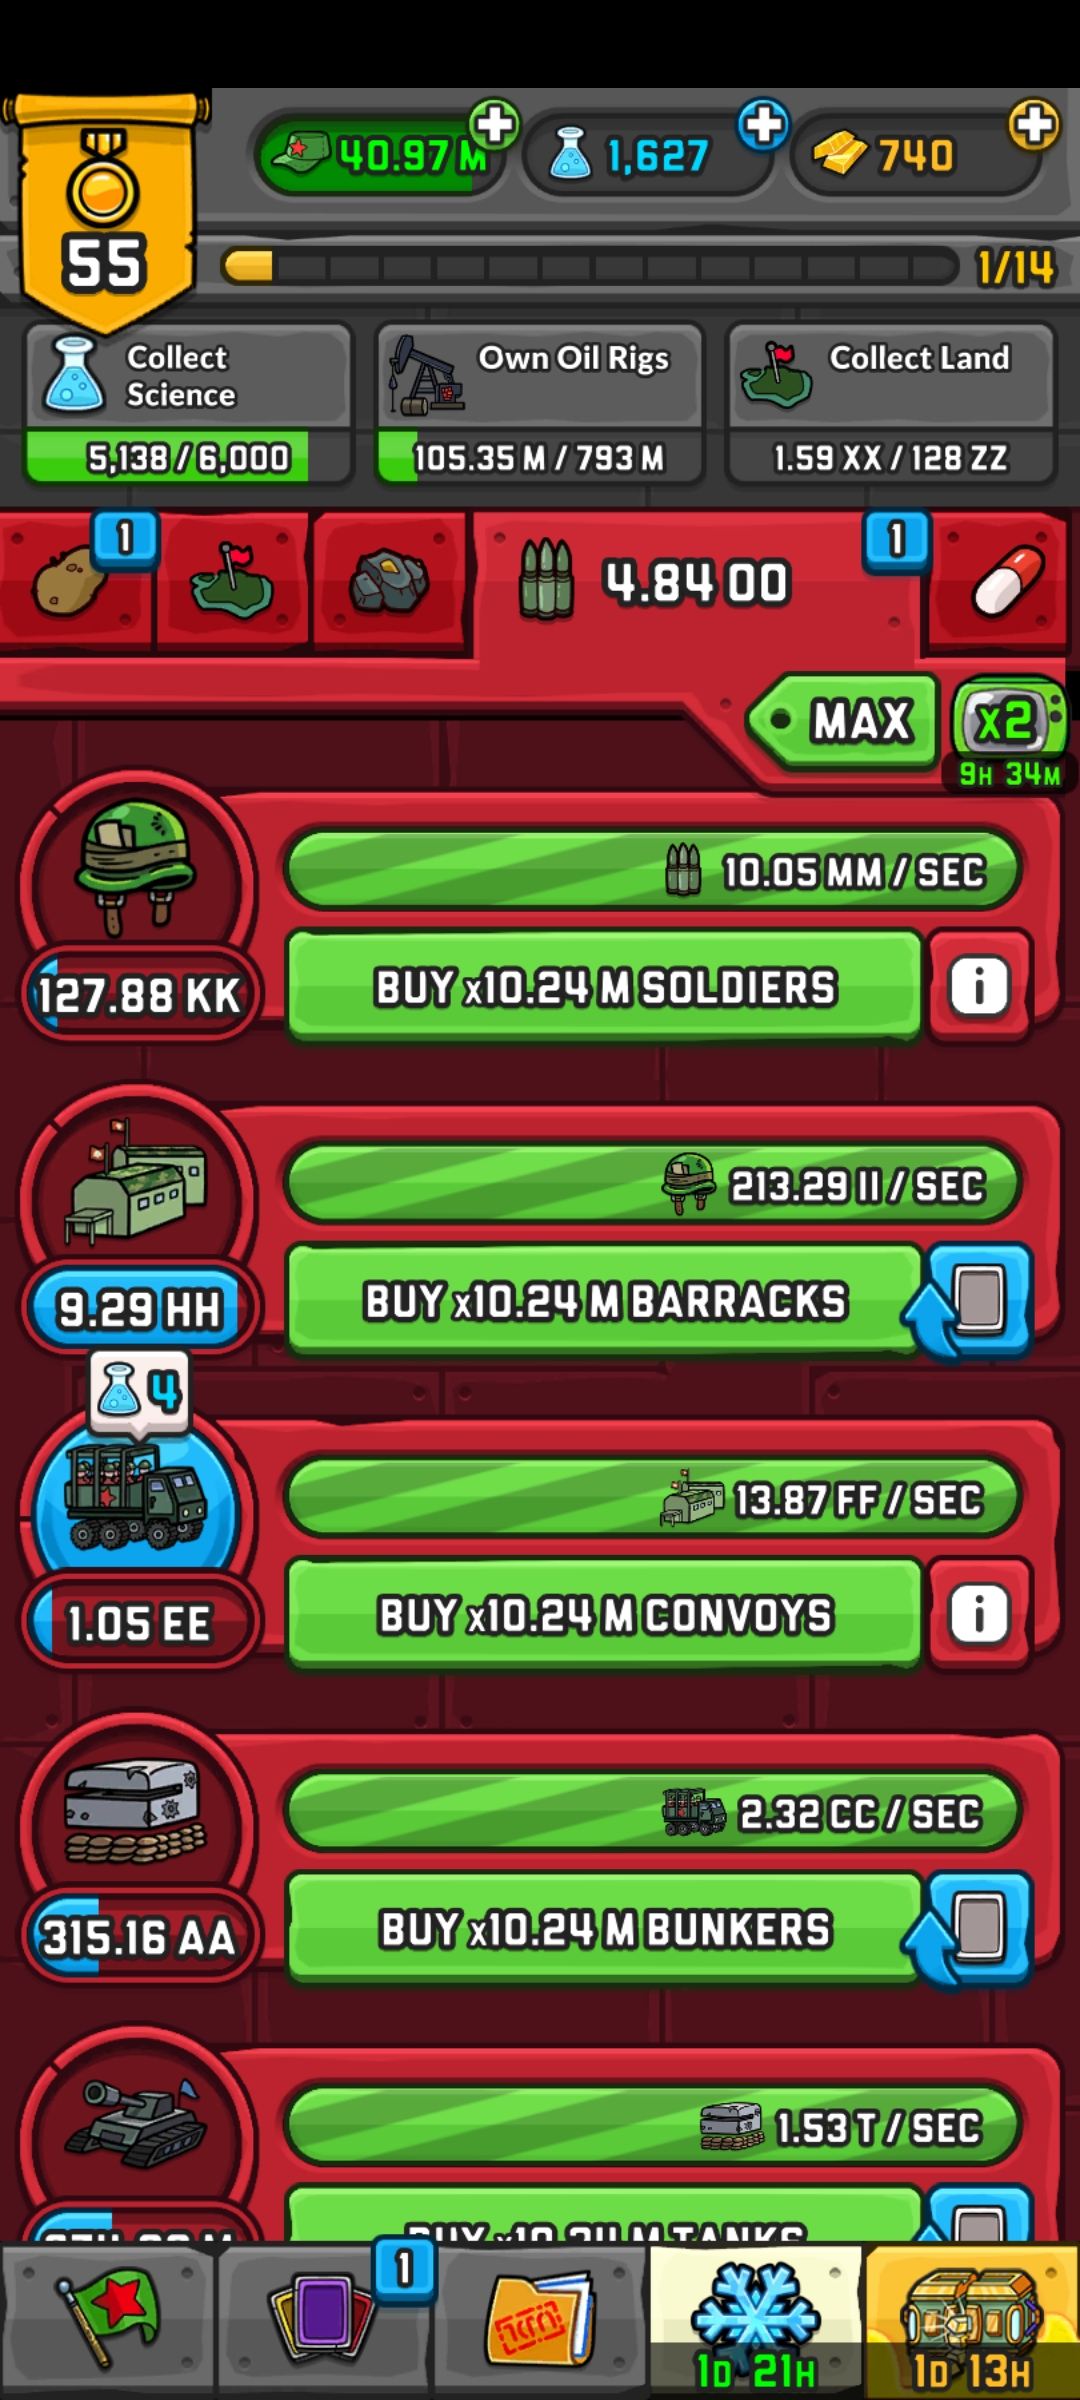 55
40.97 M
1,627
740
1/14
Collect
Science
5,138 / 6,000
Own Oil Rigs
105.35 M / 793 M
Collect Land
1.59 XX / 128 ZZ
1
4.84 OO
1
MAX
x2
9H 34M
10.05 MM / SEC
127.88 KK
BUY x10.24 M SOLDIERS
i
213.29 II / SEC
9.29 HH
BUY x10.24 M BARRACKS
4
13.87 FF / SEC
1.05 EE
BUY x10.24 M CONVOYS
i
2.32 CC / SEC
315.16 AA
BUY x10.24 M BUNKERS
1.53 T / SEC
BUY x10.24 M TANKS
1
1D 21H
1D 13H